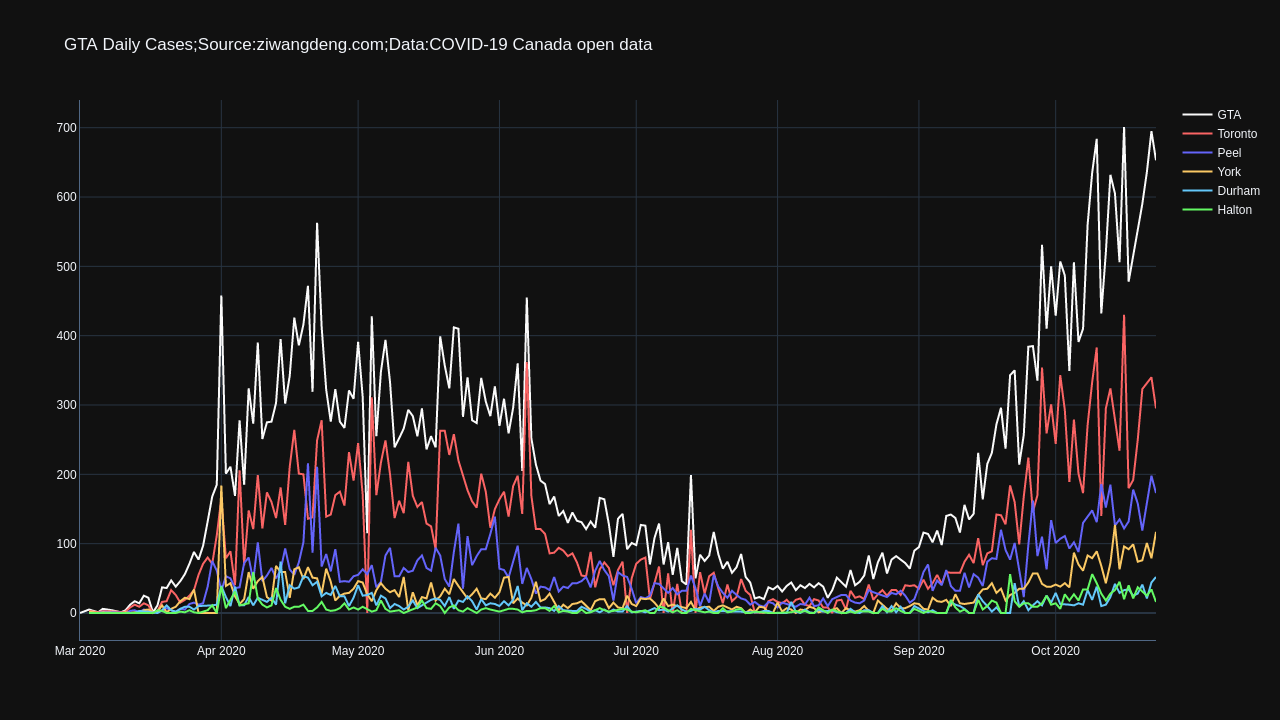 GTA Daily Cases;Source:ziwangdeng.com;Data:COVID-19 Canada open data
GTA
Toronto
Peel
York
Durham
Halton
700
600
500
400
300
200
100
0
Mar 2020 Apr 2020 May 2020 Jun 2020 Jul 2020 Aug 2020 Sep 2020 Oct 2020